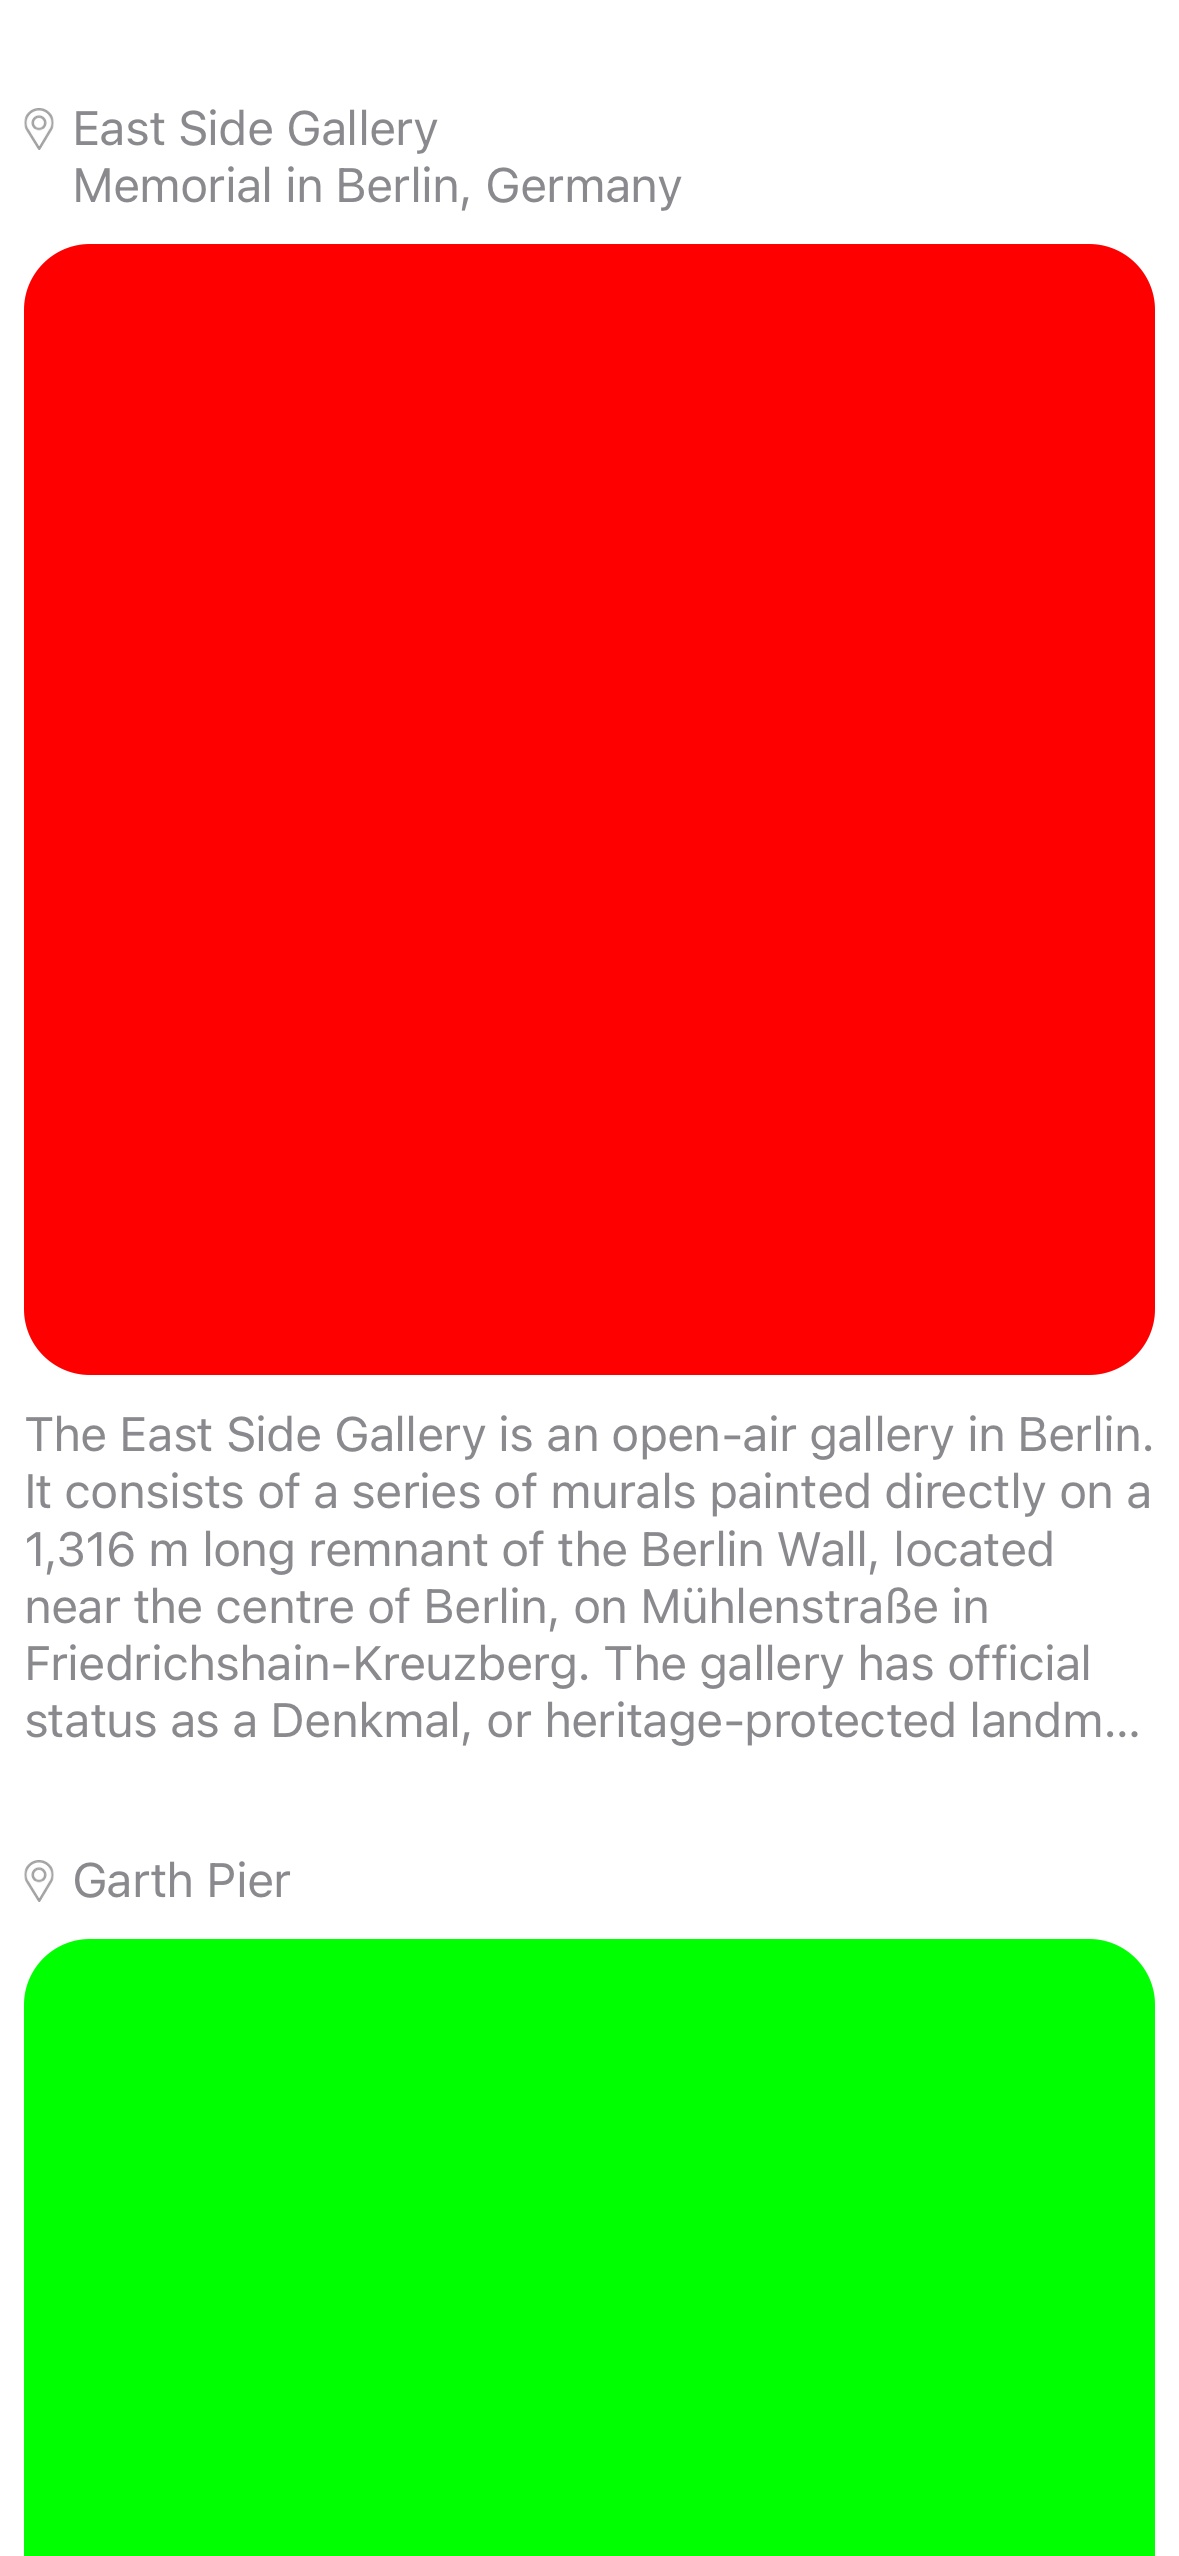 East Side Gallery
Memorial in Berlin, Germany
The East Side Gallery is an open-air gallery in Berlin.
It consists of a series of murals painted directly on a
1,316 m long remnant of the Berlin Wall, located
near the centre of Berlin, on Mühlenstraße in
Friedrichshain-Kreuzberg. The gallery has official
status as a Denkmal, or heritage-protected landm...
Garth Pier